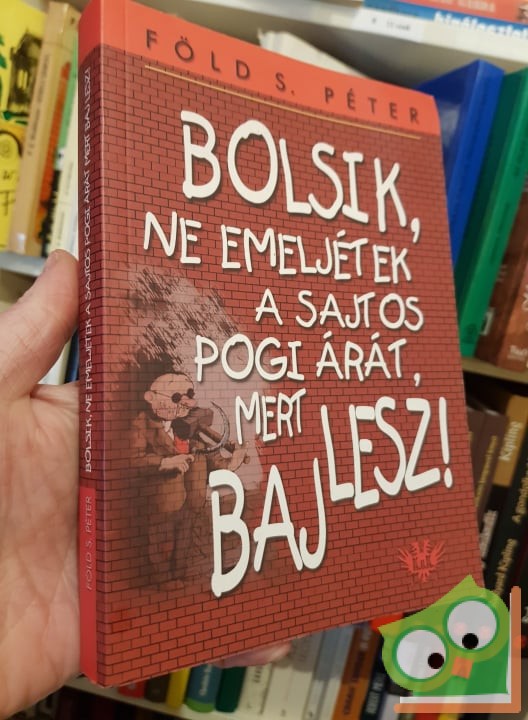 FÖLD S. PÉTER
BOLSIK,
NE EMELJÉTEK
A SAJTOS
POGI ÁRÁT,
MERT
BAJ LESZ!
FÖLD S. PÉTER BOLSIK, NE EMELJÉTEK A SAJTOS POGI ÁRÁT, MERT BAJ LESZ!
Kipling